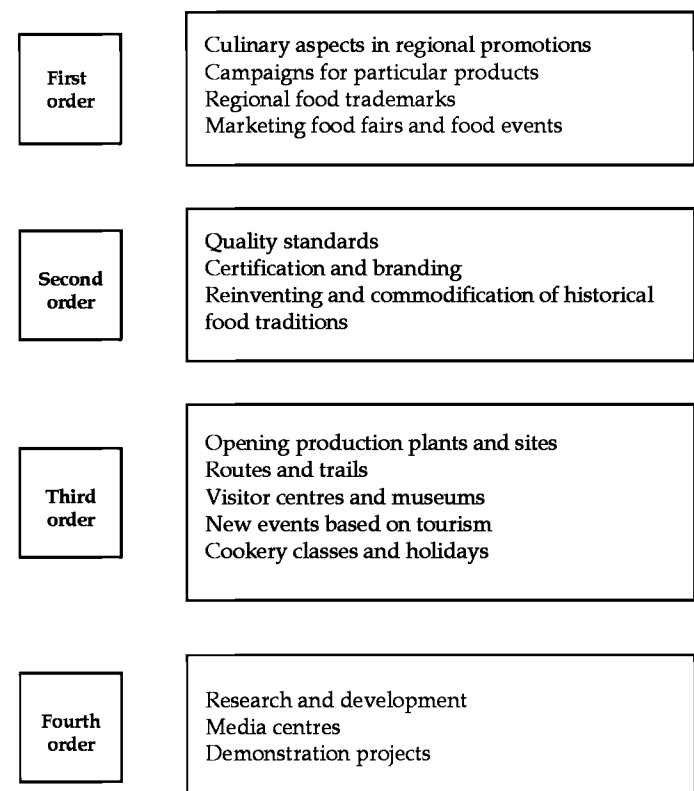 First
order
Culinary aspects in regional promotions
Campaigns for particular products
Regional food trademarks
Marketing food fairs and food events
Second
order
Quality standards
Certification and branding
Reinventing and commodification of historical
food traditions
Third
order
Opening production plants and sites
Routes and trails
Visitor centres and museums
New events based on tourism
Cookery classes and holidays
Fourth
order
Research and development
Media centres
Demonstration projects